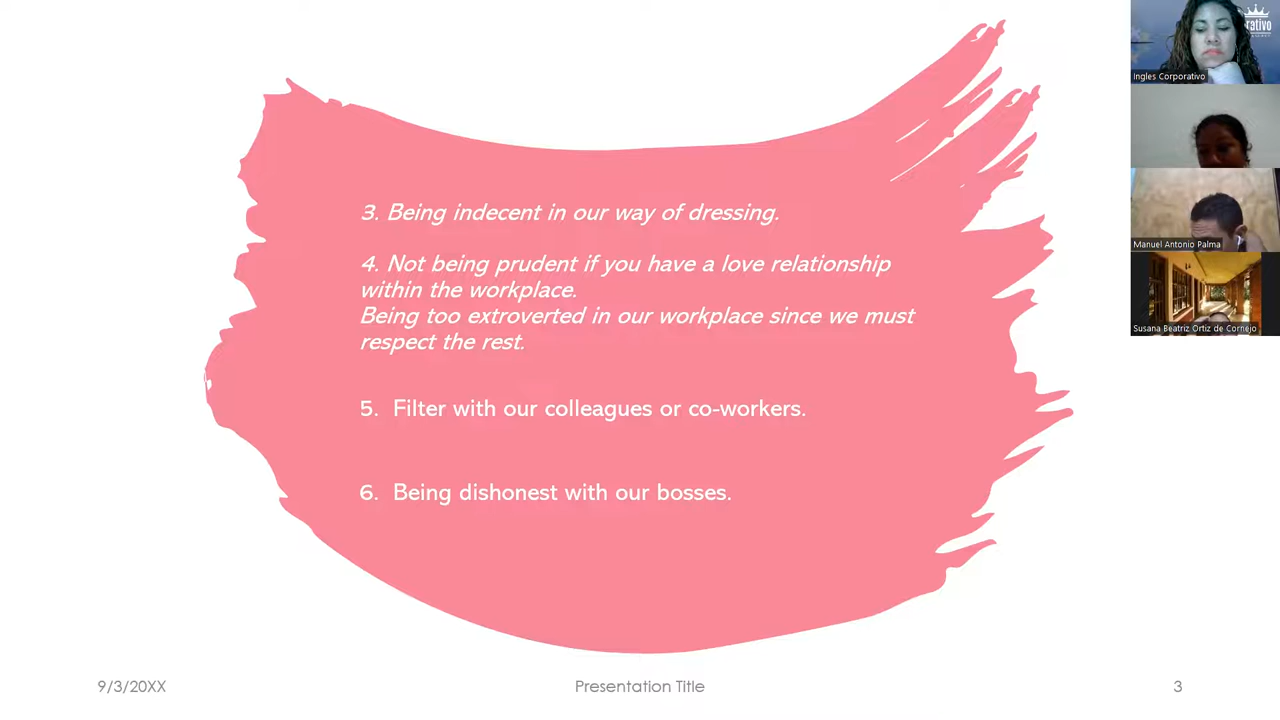 rativo
Ingles Corporativo
3. Being indecent in our way of dressing.
4. Not being prudent if you have a love relationship
within the workplace.
Being too extroverted in our workplace since we must
respect the rest.
5. Filter with our colleagues or co-workers.
6. Being dishonest with our bosses.
Manuel Antonio Palma
Susana Beatriz Ortiz de Cornejo
9/3/20XX
Presentation Title
3